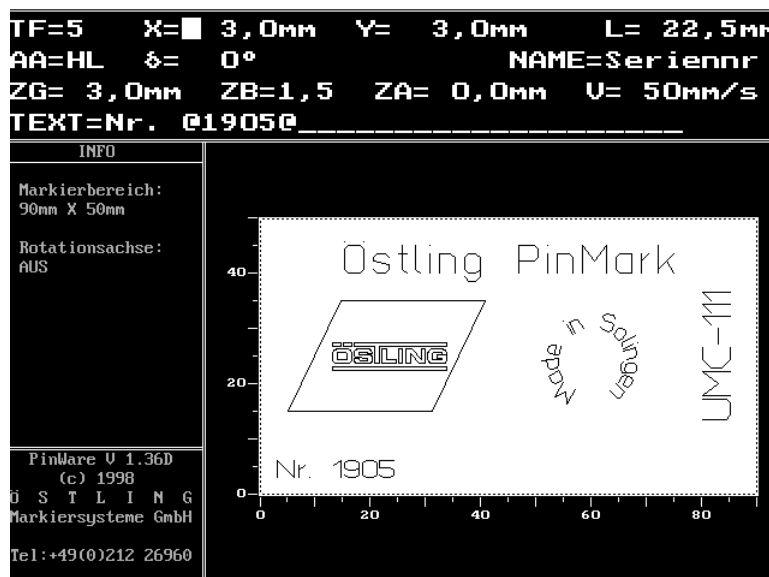 TF=5 X= 3,0mm Y= 3,0mm L= 22,5mm
AA=HL δ= 0° NAME=Seriennr
ZG= 3,0mm ZB=1,5 ZA= 0,0mm V= 50mm/s
TEXT=Nr. @1905@
INFO
Markierbereich:
90mm X 50mm
Rotationsachse:
AUS
Östling PinMark
ÖSTLING
Made in Solingen
UMC-111
Nr. 1905
40
20
0
0 20 40 60 80
PinWare V 1.36D
(c) 1998
Ö S T L I N G
Markiersysteme GmbH
Tel:+49(0)212 26960